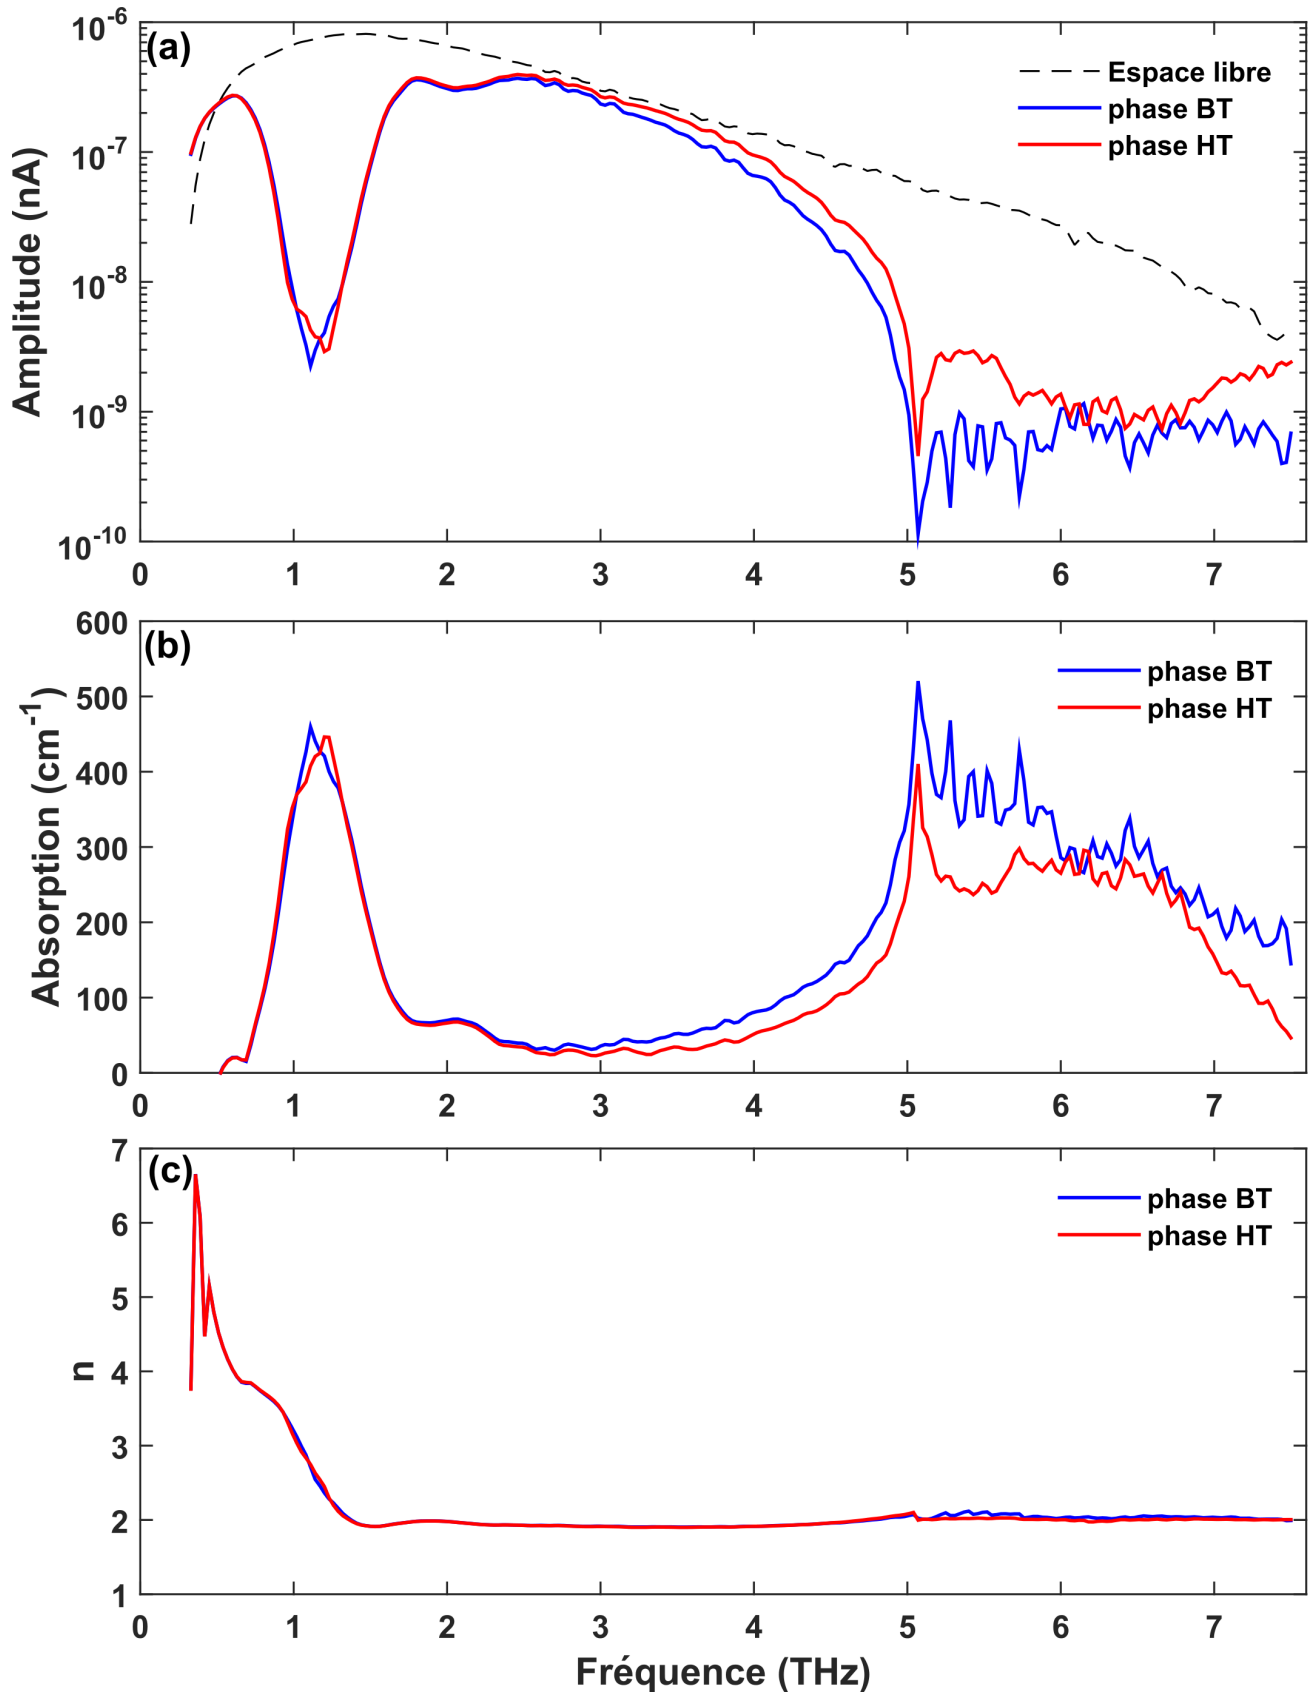 (a)
Espace libre
phase BT
phase HT
Amplitude (nA)
10^-6
10^-7
10^-8
10^-9
10^-10
0 1 2 3 4 5 6 7
(b)
phase BT
phase HT
Absorption (cm^-1)
600
500
400
300
200
100
0
0 1 2 3 4 5 6 7
(c)
phase BT
phase HT
n
7
6
5
4
3
2
1
0 1 2 3 4 5 6 7
Fréquence (THz)